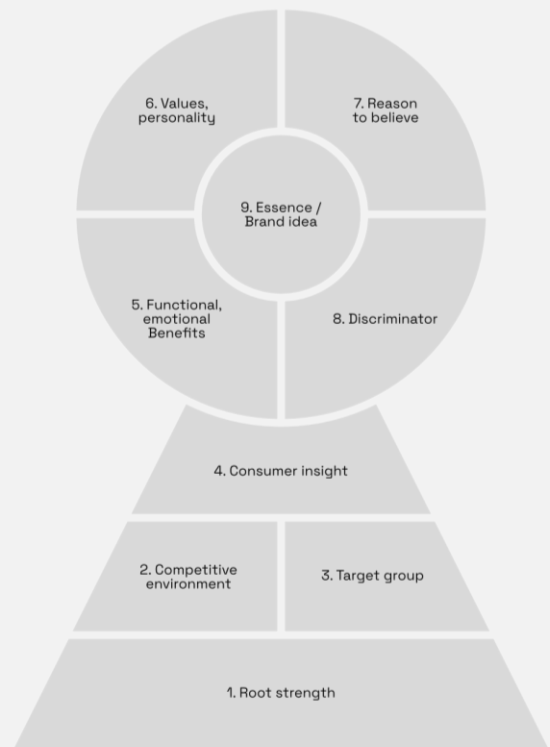 6. Values,
personality
7. Reason
to believe
9. Essence /
Brand idea
5. Functional,
emotional
Benefits
8. Discriminator
4. Consumer insight
2. Competitive
environment
3. Target group
1. Root strength